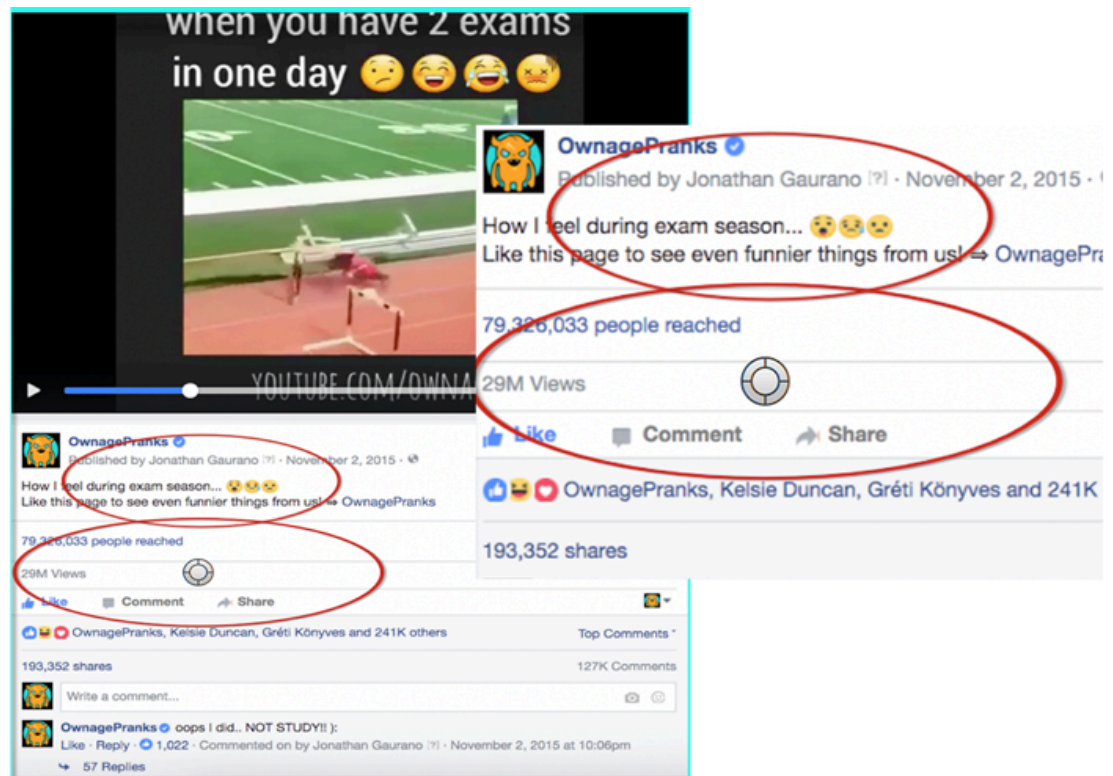 when you have 2 exams
in one day 😕😂😂😵
YOUTUBE.COM/OWNA
OwnagePranks
Published by Jonathan Gaurano [?] · November 2, 2015 ·
How I feel during exam season... 😵😢😟
Like this page to see even funnier things from us! ⇒ OwnagePranks
79,326,033 people reached
29M Views
Like Comment Share
OwnagePranks, Kelsie Duncan, Gréti Könyves and 241K others
Top Comments
193,352 shares
127K Comments
Write a comment...
OwnagePranks oops I did.. NOT STUDY!! ):
Like · Reply · 1,022 · Commented on by Jonathan Gaurano [?] · November 2, 2015 at 10:06pm
57 Replies
OwnagePranks
Published by Jonathan Gaurano [?] · November 2, 2015 ·
How I feel during exam season... 😵😢😟
Like this page to see even funnier things from us! ⇒ OwnagePra
79,326,033 people reached
29M Views
Like Comment Share
OwnagePranks, Kelsie Duncan, Gréti Könyves and 241K
193,352 shares